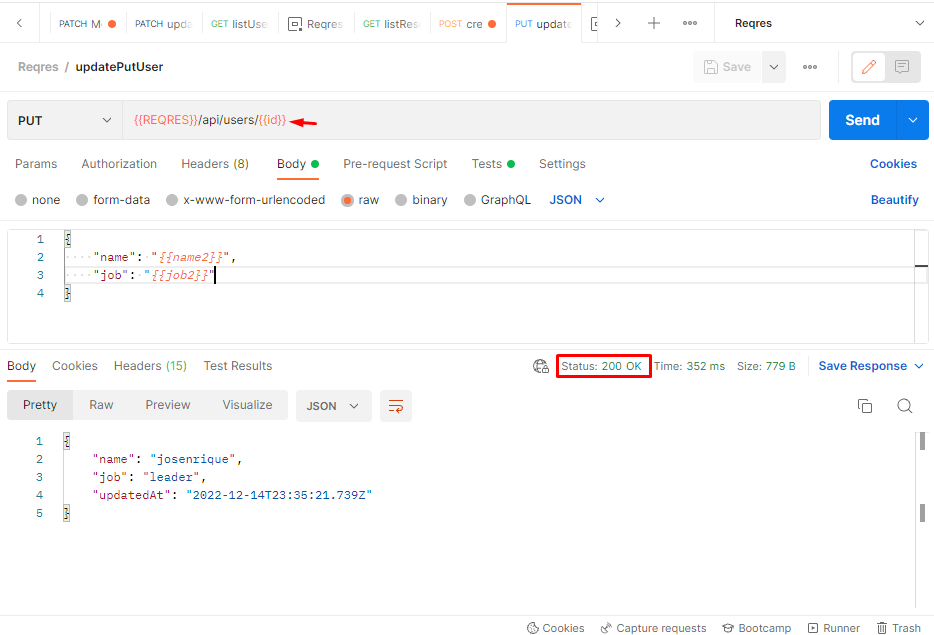 PATCH M PATCH upda GET listUse Reqres GET listRes POST cre PUT update Reqres
Reqres / updatePutUser Save
PUT {{REQRES}}/api/users/{{id}} Send
Params Authorization Headers (8) Body Pre-request Script Tests Settings Cookies
none form-data x-www-form-urlencoded raw binary GraphQL JSON Beautify
1 {
2 "name": "{{name2}}",
3 "job": "{{job2}}"
4 }
Body Cookies Headers (15) Test Results Status: 200 OK Time: 352 ms Size: 779 B Save Response
Pretty Raw Preview Visualize JSON
1 {
2 "name": "josenrique",
3 "job": "leader",
4 "updatedAt": "2022-12-14T23:35:21.739Z"
5 }
Cookies Capture requests Bootcamp Runner Trash